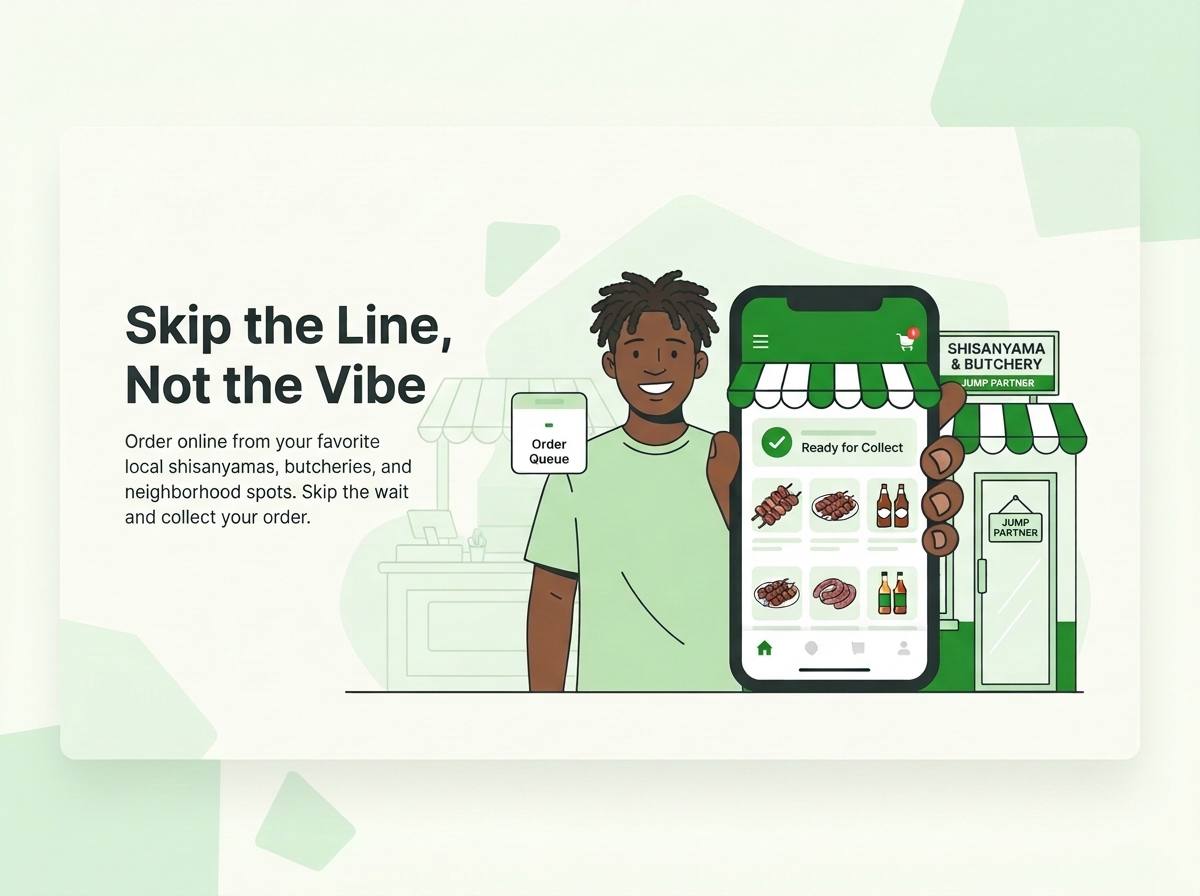 Skip the Line,
Not the Vibe
Order online from your favorite
local shisanyamas, butcheries, and
neighborhood spots. Skip the wait
and collect your order.
Order
Queue
Ready for Collect
SHISANYAMA
& BUTCHERY
JUMP PARTNER
JUMP
PARTNER